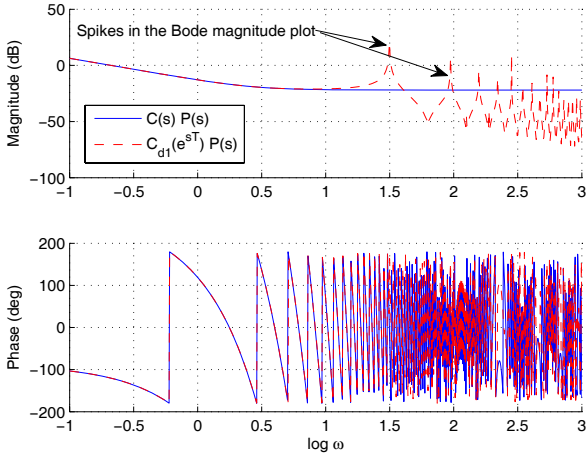 Spikes in the Bode magnitude plot
Magnitude (dB)
50
0
−50
−100
C(s) P(s)
C_{d1}(e^{sT}) P(s)
−1 −0.5 0 0.5 1 1.5 2 2.5 3
Phase (deg)
200
100
0
−100
−200
−1 −0.5 0 0.5 1 1.5 2 2.5 3
log ω